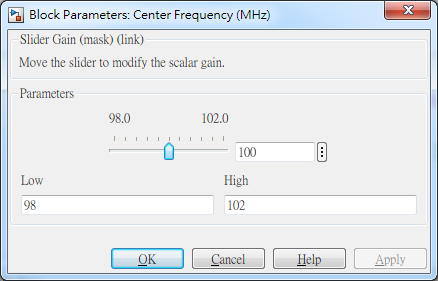 Block Parameters: Center Frequency (MHz)
Slider Gain (mask) (link)
Move the slider to modify the scalar gain.
Parameters
98.0 102.0
100
Low High
98 102
OK Cancel Help Apply